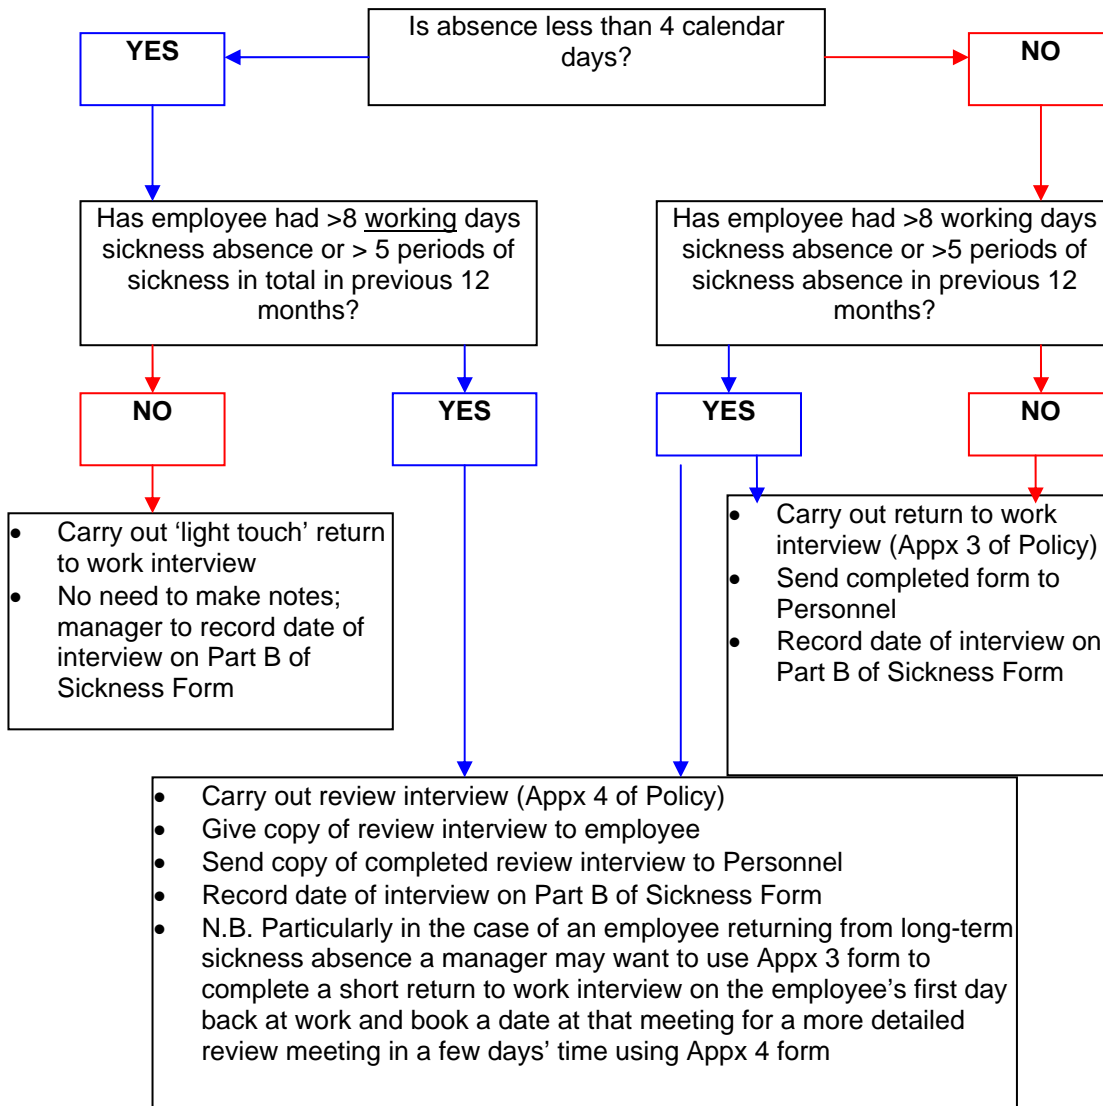 Is absence less than 4 calendar
days?
YES
NO
Has employee had >8 working days
sickness absence or > 5 periods of
sickness in total in previous 12
months?
Has employee had >8 working days
sickness absence or >5 periods of
sickness absence in previous 12
months?
NO
YES
YES
NO
• Carry out ‘light touch’ return
to work interview
• No need to make notes;
manager to record date of
interview on Part B of
Sickness Form
• Carry out return to work
interview (Appx 3 of Policy)
• Send completed form to
Personnel
• Record date of interview on
Part B of Sickness Form
• Carry out review interview (Appx 4 of Policy)
• Give copy of review interview to employee
• Send copy of completed review interview to Personnel
• Record date of interview on Part B of Sickness Form
• N.B. Particularly in the case of an employee returning from long-term
sickness absence a manager may want to use Appx 3 form to
complete a short return to work interview on the employee’s first day
back at work and book a date at that meeting for a more detailed
review meeting in a few days’ time using Appx 4 form